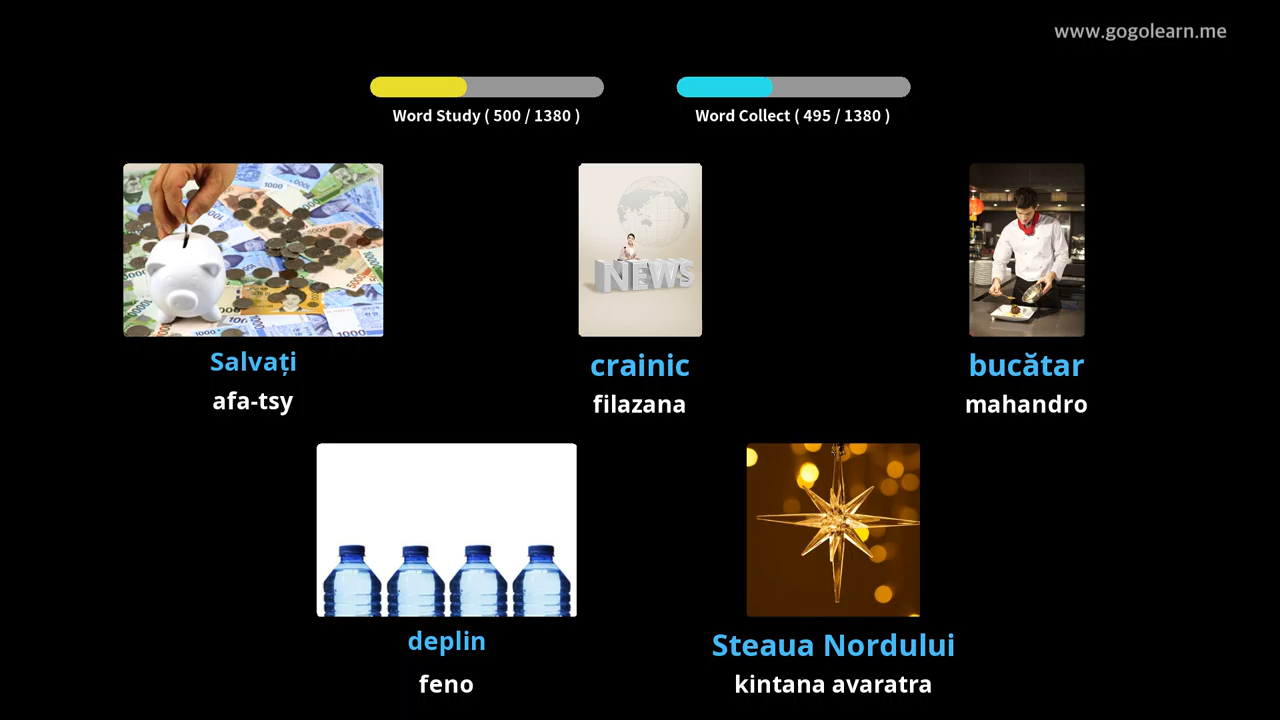 www.gogolearn.me
Word Study ( 500 / 1380 )
Word Collect ( 495 / 1380 )
NEWS
Salvați
afa-tsy
crainic
filazana
bucătar
mahandro
deplin
feno
Steaua Nordului
kintana avaratra